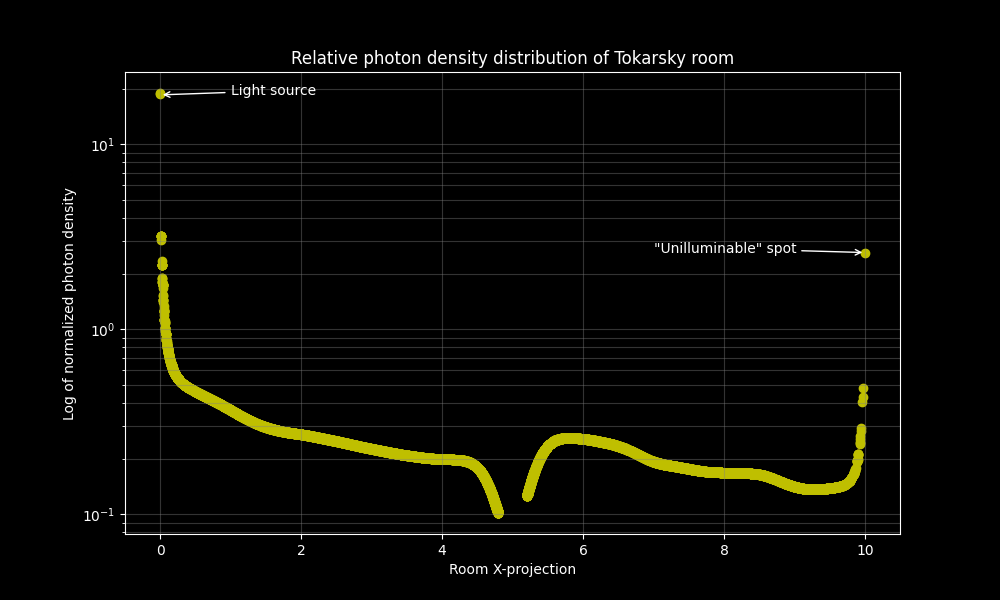 Relative photon density distribution of Tokarsky room
Light source
"Unilluminable" spot
Log of normalized photon density
10¹
10⁰
10⁻¹
0 2 4 6 8 10
Room X-projection